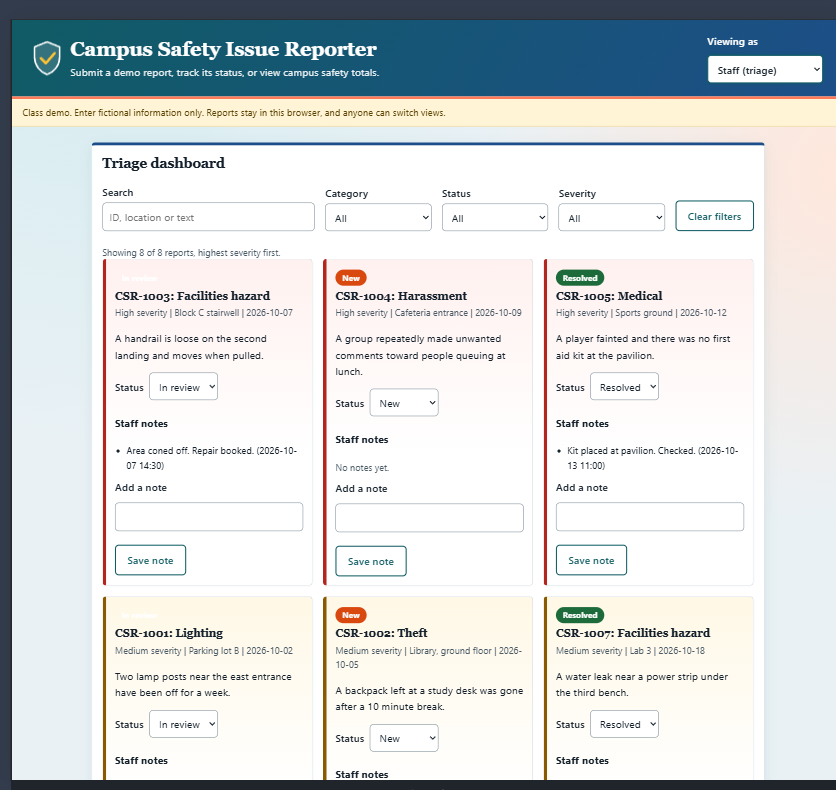 Campus Safety Issue Reporter
Submit a demo report, track its status, or view campus safety totals.
Viewing as
Staff (triage)
Class demo. Enter fictional information only. Reports stay in this browser, and anyone can switch views.
Triage dashboard
Search
ID, location or text
Category
All
Status
All
Severity
All
Clear filters
Showing 8 of 8 reports, highest severity first.
In review
CSR-1003: Facilities hazard
High severity | Block C stairwell | 2026-10-07
A handrail is loose on the second
landing and moves when pulled.
Status In review
Staff notes
• Area coned off. Repair booked. (2026-10-
07 14:30)
Add a note
Save note
New
CSR-1004: Harassment
High severity | Cafeteria entrance | 2026-10-09
A group repeatedly made unwanted
comments toward people queuing at
lunch.
Status New
Staff notes
No notes yet.
Add a note
Save note
Resolved
CSR-1005: Medical
High severity | Sports ground | 2026-10-12
A player fainted and there was no first
aid kit at the pavilion.
Status Resolved
Staff notes
• Kit placed at pavilion. Checked. (2026-10-
13 11:00)
Add a note
Save note
In review
CSR-1001: Lighting
Medium severity | Parking lot B | 2026-10-02
Two lamp posts near the east entrance
have been off for a week.
Status In review
Staff notes
New
CSR-1002: Theft
Medium severity | Library, ground floor | 2026-
10-05
A backpack left at a study desk was gone
after a 10 minute break.
Status New
Staff notes
Resolved
CSR-1007: Facilities hazard
Medium severity | Lab 3 | 2026-10-18
A water leak near a power strip under
the third bench.
Status Resolved
Staff notes